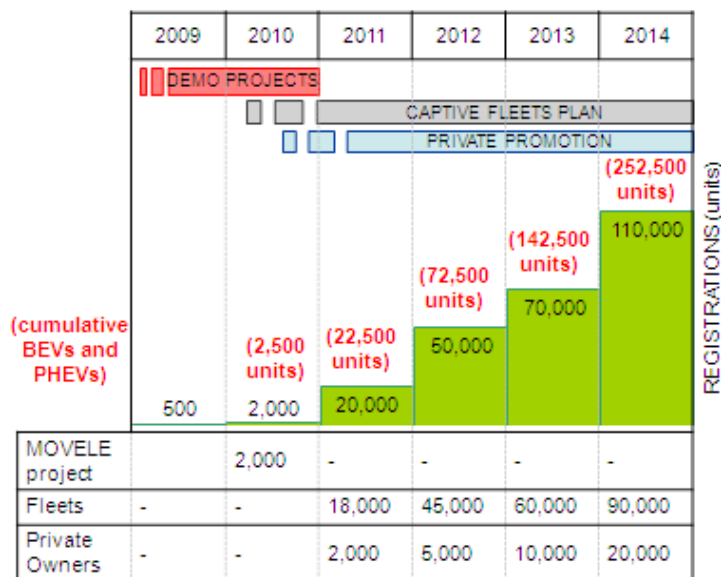 2009 2010 2011 2012 2013 2014
DEMO PROJECTS
CAPTIVE FLEETS PLAN
PRIVATE PROMOTION
(252,500
units)
110,000
(142,500
units)
70,000
(72,500
units)
50,000
(22,500
units)
20,000
(2,500
units)
2,000
500
(cumulative
BEVs and
PHEVs)
REGISTRATIONS (units)
MOVELE
project
2,000 - - - -
Fleets - - 18,000 45,000 60,000 90,000
Private
Owners
- - 2,000 5,000 10,000 20,000